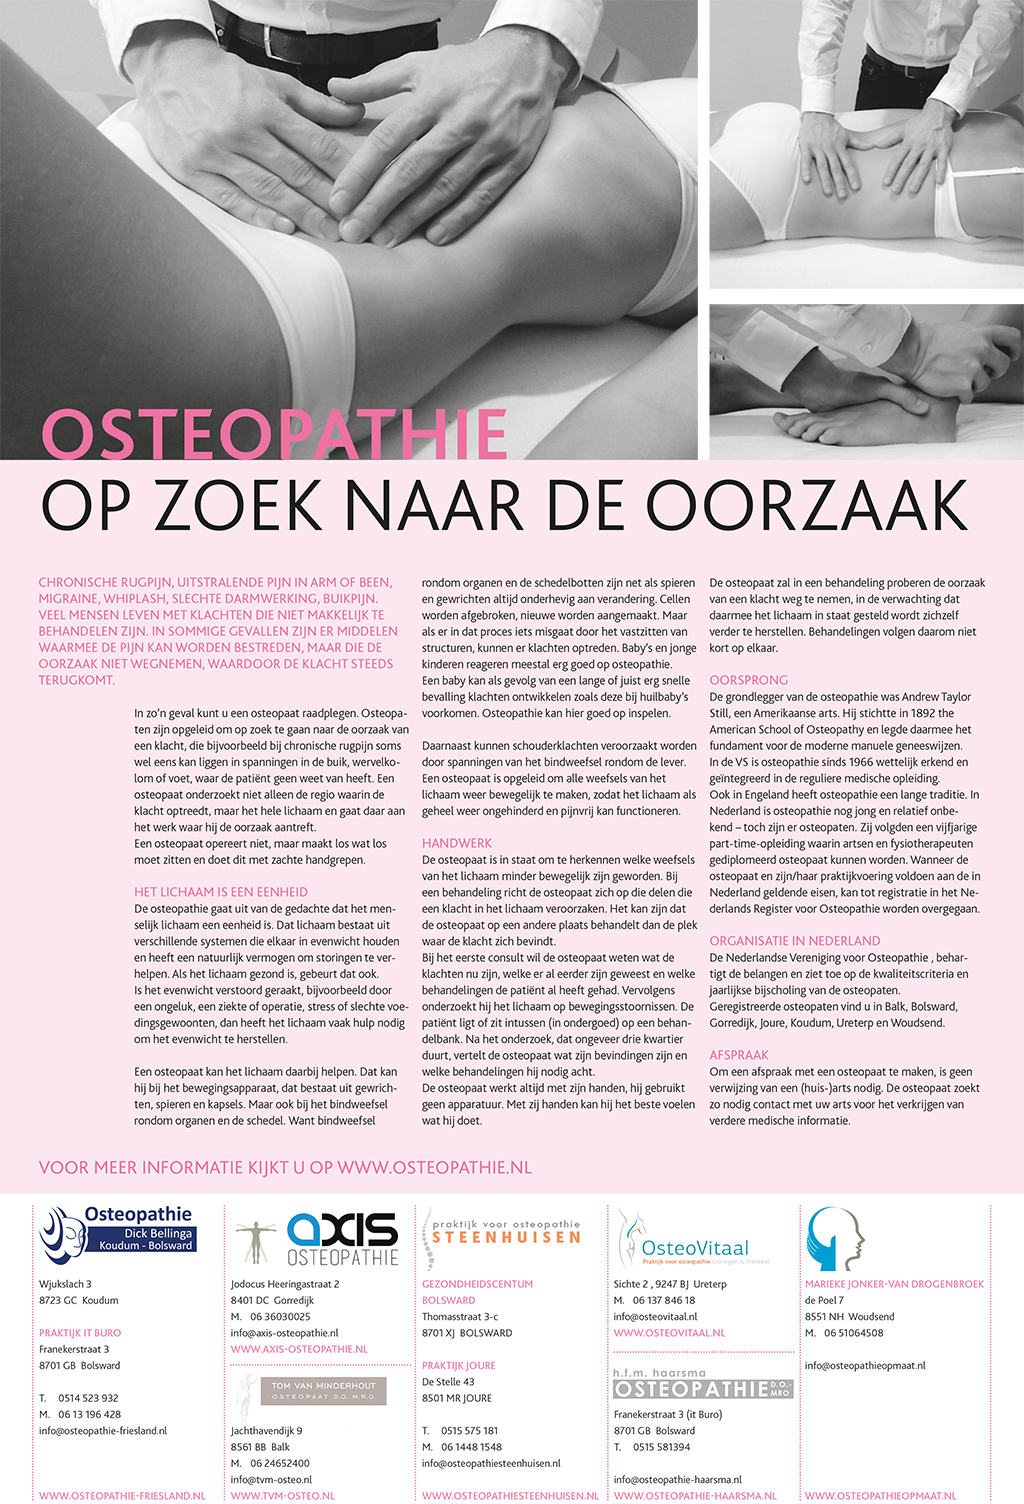 OSTEOPATHIE
OP ZOEK NAAR DE OORZAAK
CHRONISCHE RUGPIJN, UITSTRALENDE PIJN IN ARM OF BEEN,
MIGRAINE, WHIPLASH, SLECHTE DARMWERKING, BUIKPIJN.
VEEL MENSEN LEVEN MET KLACHTEN DIE NIET MAKKELIJK TE
BEHANDELEN ZIJN. IN SOMMIGE GEVALLEN ZIJN ER MIDDELEN
WAARMEE DE PIJN KAN WORDEN BESTREDEN, MAAR DIE DE
OORZAAK NIET WEGNEMEN, WAARDOOR DE KLACHT STEEDS
TERUGKOMT.
In zo'n geval kunt u een osteopaat raadplegen. Osteopa-
ten zijn opgeleid om op zoek te gaan naar de oorzaak van
een klacht, die bijvoorbeeld bij chronische rugpijn soms
wel eens kan liggen in spanningen in de buik, wervelko-
lom of voet, waar de patiënt geen weet van heeft. Een
osteopaat onderzoekt niet alleen de regio waarin de
klacht optreedt, maar het hele lichaam en gaat daar aan
het werk waar hij de oorzaak aantreft.
Een osteopaat opereert niet, maar maakt los wat los
moet zitten en doet dit met zachte handgrepen.
HET LICHAAM IS EEN EENHEID
De osteopathie gaat uit van de gedachte dat het men-
selijk lichaam een eenheid is. Dat lichaam bestaat uit
verschillende systemen die elkaar in evenwicht houden
en heeft een natuurlijk vermogen om storingen te ver-
helpen. Als het lichaam gezond is, gebeurt dat ook.
Is het evenwicht verstoord geraakt, bijvoorbeeld door
een ongeluk, een ziekte of operatie, stress of slechte voe-
dingsgewoonten, dan heeft het lichaam vaak hulp nodig
om het evenwicht te herstellen.
Een osteopaat kan het lichaam daarbij helpen. Dat kan
hij bij het bewegingsapparaat, dat bestaat uit gewrich-
ten, spieren en kapsels. Maar ook bij het bindweefsel
rondom organen en de schedel. Want bindweefsel
rondom organen en de schedelbotten zijn net als spieren
en gewrichten altijd onderhevig aan verandering. Cellen
worden afgebroken, nieuwe worden aangemaakt. Maar
als er in dat proces iets misgaat door het vastzitten van
structuren, kunnen er klachten optreden. Baby's en jonge
kinderen reageren meestal erg goed op osteopathie.
Een baby kan als gevolg van een lange of juist erg snelle
bevalling klachten ontwikkelen zoals deze bij huilbaby's
voorkomen. Osteopathie kan hier goed op inspelen.
Daarnaast kunnen schouderklachten veroorzaakt worden
door spanningen van het bindweefsel rondom de lever.
Een osteopaat is opgeleid om alle weefsels van het
lichaam weer bewegelijk te maken, zodat het lichaam als
geheel weer ongehinderd en pijnvrij kan functioneren.
HANDWERK
De osteopaat is in staat om te herkennen welke weefsels
van het lichaam minder bewegelijk zijn geworden. Bij
een behandeling richt de osteopaat zich op die delen die
een klacht in het lichaam veroorzaken. Het kan zijn dat
de osteopaat op een andere plaats behandelt dan de plek
waar de klacht zich bevindt.
Bij het eerste consult wil de osteopaat weten wat de
klachten nu zijn, welke er al eerder zijn geweest en welke
behandelingen de patiënt al heeft gehad. Vervolgens
onderzoekt hij het lichaam op bewegingsstoornissen. De
patiënt ligt of zit intussen (in ondergoed) op een behan-
delbank. Na het onderzoek, dat ongeveer drie kwartier
duurt, vertelt de osteopaat wat zijn bevindingen zijn en
welke behandelingen hij nodig acht.
De osteopaat werkt altijd met zijn handen, hij gebruikt
geen apparatuur. Met zij handen kan hij het beste voelen
wat hij doet.
De osteopaat zal in een behandeling proberen de oorzaak
van een klacht weg te nemen, in de verwachting dat
daarmee het lichaam in staat gesteld wordt zichzelf
verder te herstellen. Behandelingen volgen daarom niet
kort op elkaar.
OORSPRONG
De grondlegger van de osteopathie was Andrew Taylor
Still, een Amerikaanse arts. Hij stichtte in 1892 the
American School of Osteopathy en legde daarmee het
fundament voor de moderne manuele geneeswijzen.
In de VS is osteopathie sinds 1966 wettelijk erkend en
geïntegreerd in de reguliere medische opleiding.
Ook in Engeland heeft osteopathie een lange traditie. In
Nederland is osteopathie nog jong en relatief onbe-
kend – toch zijn er osteopaten. Zij volgden een vijfjarige
part-time-opleiding waarin artsen en fysiotherapeuten
gediplomeerd osteopaat kunnen worden. Wanneer de
osteopaat en zijn/haar praktijkvoering voldoen aan de in
Nederland geldende eisen, kan tot registratie in het Ne-
derlands Register voor Osteopathie worden overgegaan.
ORGANISATIE IN NEDERLAND
De Nederlandse Vereniging voor Osteopathie , behar-
tigt de belangen en ziet toe op de kwaliteitscriteria en
jaarlijkse bijscholing van de osteopaten.
Geregistreerde osteopaten vind u in Balk, Bolsward,
Gorredijk, Joure, Koudum, Ureterp en Woudsend.
AFSPRAAK
Om een afspraak met een osteopaat te maken, is geen
verwijzing van een (huis-)arts nodig. De osteopaat zoekt
zo nodig contact met uw arts voor het verkrijgen van
verdere medische informatie.
VOOR MEER INFORMATIE KIJKT U OP WWW.OSTEOPATHIE.NL
Osteopathie
Dick Bellinga
Koudum - Bolsward
Wjukslach 3
8723 GC Koudum
PRAKTIJK IT BURO
Franekerstraat 3
8701 GB Bolsward
T. 0514 523 932
M. 06 13 196 428
info@osteopathie-friesland.nl
WWW.OSTEOPATHIE-FRIESLAND.NL
axis
OSTEOPATHIE
Jodocus Heeringastraat 2
8401 DC Gorredijk
M. 06 36030025
info@axis-osteopathie.nl
WWW.AXIS-OSTEOPATHIE.NL
TOM VAN MINDERHOUT
OSTEOPAAT D.O. M.R.O.
Jachthavendijk 9
8561 BB Balk
M. 06 24652400
info@tvm-osteo.nl
WWW.TVM-OSTEO.NL
praktijk voor osteopathie
STEENHUISEN
GEZONDHEIDSCENTUM
BOLSWARD
Thomasstraat 3-c
8701 XJ BOLSWARD
PRAKTIJK JOURE
De Stelle 43
8501 MR JOURE
T. 0515 575 181
M. 06 1448 1548
info@osteopathiesteenhuisen.nl
WWW.OSTEOPATHIESTEENHUISEN.NL
OsteoVitaal
Praktijk voor osteopathie Groningen & Friesland
Sichte 2 , 9247 BJ Ureterp
M. 06 137 846 18
info@osteovitaal.nl
WWW.OSTEOVITAAL.NL
h.f.m. haarsma
OSTEOPATHIE D.O.-
MRO
Franekerstraat 3 (it Buro)
8701 GB Bolsward
T. 0515 581394
info@osteopathie-haarsma.nl
WWW.OSTEOPATHIE-HAARSMA.NL
MARIEKE JONKER-VAN DROGENBROEK
de Poel 7
8551 NH Woudsend
M. 06 51064508
info@osteopathieopmaat.nl
WWW.OSTEOPATHIEOPMAAT.NL